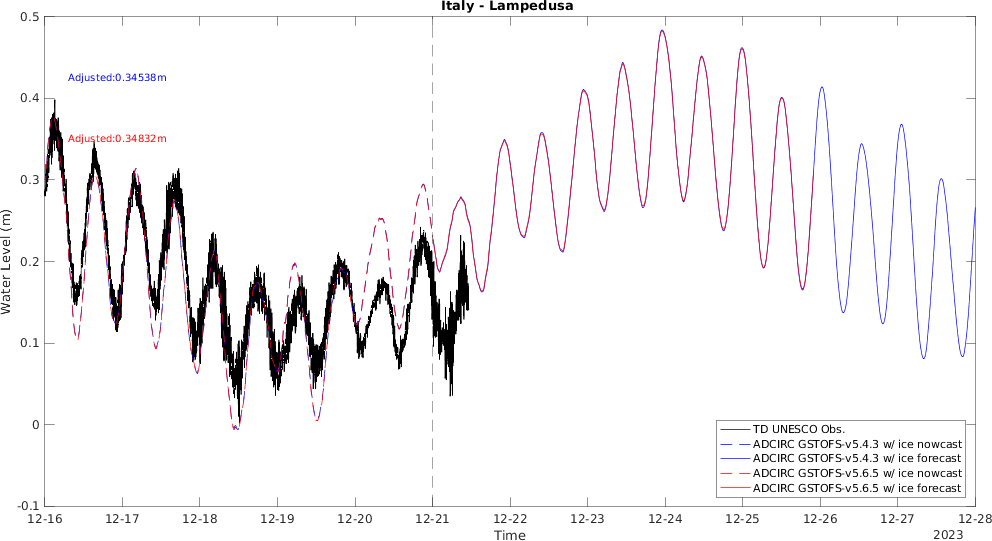 Italy - Lampedusa
0.5
Adjusted:0.34538m
0.4
Adjusted:0.34832m
0.3
0.2
0.1
0
-0.1
Water Level (m)
TD UNESCO Obs.
ADCIRC GSTOFS-v5.4.3 w/ ice nowcast
ADCIRC GSTOFS-v5.4.3 w/ ice forecast
ADCIRC GSTOFS-v5.6.5 w/ ice nowcast
ADCIRC GSTOFS-v5.6.5 w/ ice forecast
12-16 12-17 12-18 12-19 12-20 12-21 12-22 12-23 12-24 12-25 12-26 12-27 12-28
Time
2023